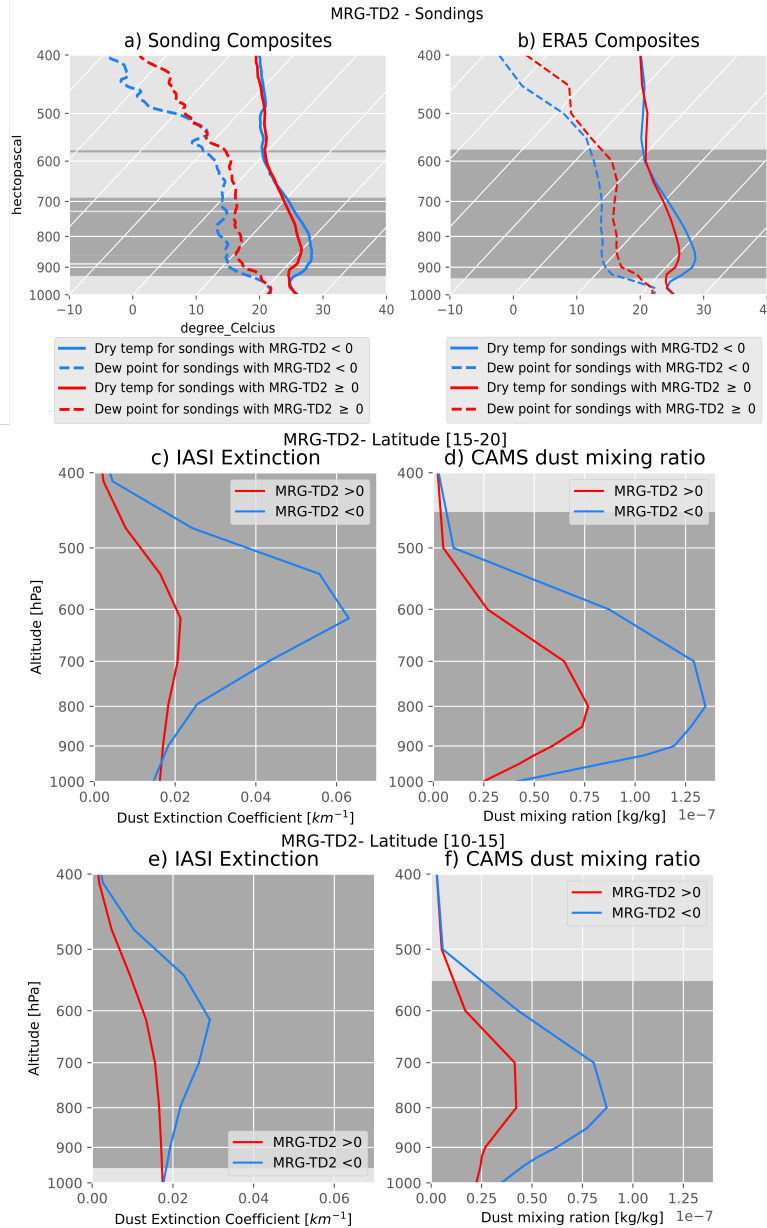 MRG-TD2 - Sondings
a) Sonding Composites
b) ERA5 Composites
400
500
600
700
800
900
1000
hectopascal
−10
0
10
20
30
40
degree_Celcius
400
500
600
700
800
900
1000
−10
0
10
20
30
40
Dry temp for sondings with MRG-TD2 < 0
Dew point for sondings with MRG-TD2 < 0
Dry temp for sondings with MRG-TD2 ≥ 0
Dew point for sondings with MRG-TD2 ≥ 0
Dry temp for sondings with MRG-TD2 < 0
Dew point for sondings with MRG-TD2 < 0
Dry temp for sondings with MRG-TD2 ≥ 0
Dew point for sondings with MRG-TD2 ≥ 0
MRG-TD2- Latitude [15-20]
c) IASI Extinction
d) CAMS dust mixing ratio
400
500
600
700
800
900
1000
Altitude [hPa]
MRG-TD2 >0
MRG-TD2 <0
0.00
0.02
0.04
0.06
Dust Extinction Coefficient [km⁻¹]
400
500
600
700
800
900
1000
MRG-TD2 >0
MRG-TD2 <0
0.00
0.25
0.50
0.75
1.00
1.25
Dust mixing ration [kg/kg]
1e−7
MRG-TD2- Latitude [10-15]
e) IASI Extinction
f) CAMS dust mixing ratio
400
500
600
700
800
900
1000
Altitude [hPa]
MRG-TD2 >0
MRG-TD2 <0
0.00
0.02
0.04
0.06
Dust Extinction Coefficient [km⁻¹]
400
500
600
700
800
900
1000
MRG-TD2 >0
MRG-TD2 <0
0.00
0.25
0.50
0.75
1.00
1.25
Dust mixing ration [kg/kg]
1e−7